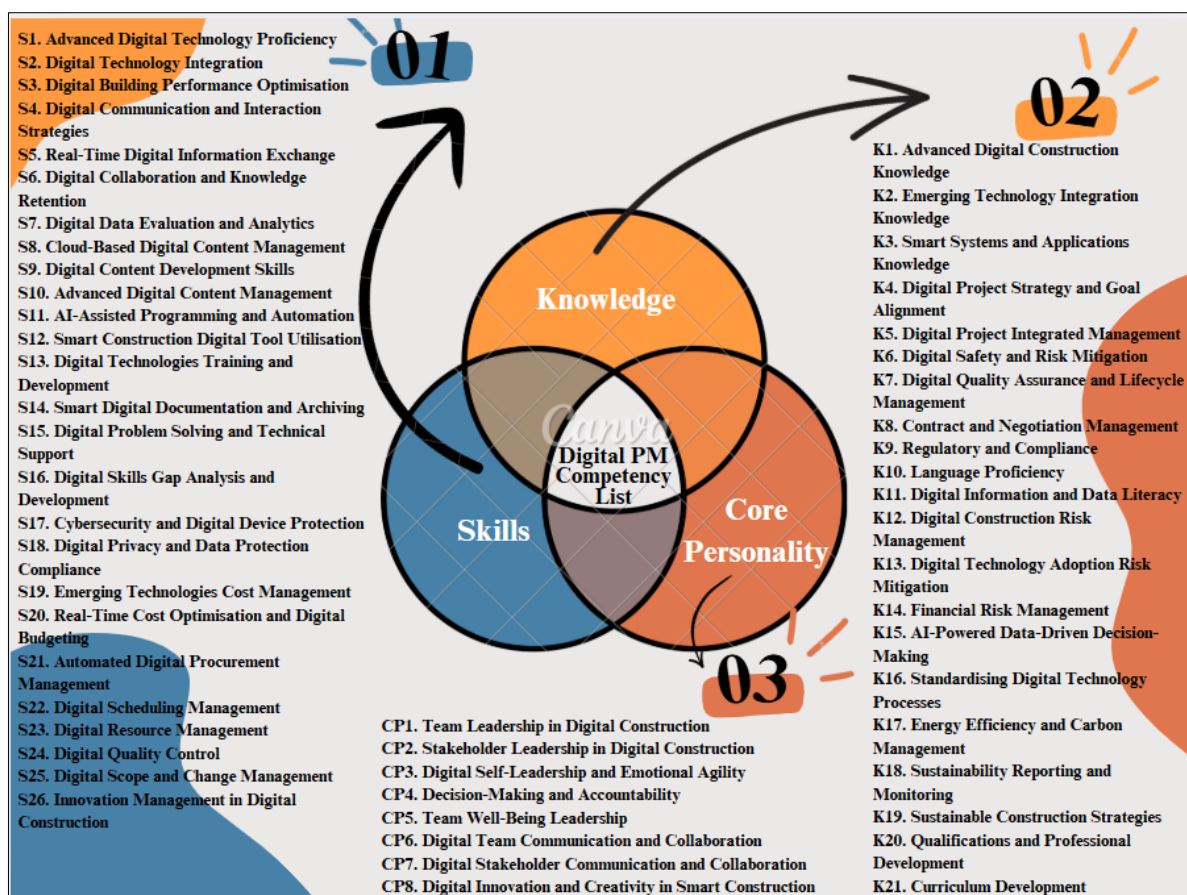 01
S1. Advanced Digital Technology Proficiency
S2. Digital Technology Integration
S3. Digital Building Performance Optimisation
S4. Digital Communication and Interaction
Strategies
S5. Real-Time Digital Information Exchange
S6. Digital Collaboration and Knowledge
Retention
S7. Digital Data Evaluation and Analytics
S8. Cloud-Based Digital Content Management
S9. Digital Content Development Skills
S10. Advanced Digital Content Management
S11. AI-Assisted Programming and Automation
S12. Smart Construction Digital Tool Utilisation
S13. Digital Technologies Training and
Development
S14. Smart Digital Documentation and Archiving
S15. Digital Problem Solving and Technical
Support
S16. Digital Skills Gap Analysis and
Development
S17. Cybersecurity and Digital Device Protection
S18. Digital Privacy and Data Protection
Compliance
S19. Emerging Technologies Cost Management
S20. Real-Time Cost Optimisation and Digital
Budgeting
S21. Automated Digital Procurement
Management
S22. Digital Scheduling Management
S23. Digital Resource Management
S24. Digital Quality Control
S25. Digital Scope and Change Management
S26. Innovation Management in Digital
Construction
Knowledge
Canva
Digital PM
Competency
List
Skills
Core
Personality
02
K1. Advanced Digital Construction
Knowledge
K2. Emerging Technology Integration
Knowledge
K3. Smart Systems and Applications
Knowledge
K4. Digital Project Strategy and Goal
Alignment
K5. Digital Project Integrated Management
K6. Digital Safety and Risk Mitigation
K7. Digital Quality Assurance and Lifecycle
Management
K8. Contract and Negotiation Management
K9. Regulatory and Compliance
K10. Language Proficiency
K11. Digital Information and Data Literacy
K12. Digital Construction Risk
Management
K13. Digital Technology Adoption Risk
Mitigation
K14. Financial Risk Management
K15. AI-Powered Data-Driven Decision-
Making
K16. Standardising Digital Technology
Processes
K17. Energy Efficiency and Carbon
Management
K18. Sustainability Reporting and
Monitoring
K19. Sustainable Construction Strategies
K20. Qualifications and Professional
Development
K21. Curriculum Development
03
CP1. Team Leadership in Digital Construction
CP2. Stakeholder Leadership in Digital Construction
CP3. Digital Self-Leadership and Emotional Agility
CP4. Decision-Making and Accountability
CP5. Team Well-Being Leadership
CP6. Digital Team Communication and Collaboration
CP7. Digital Stakeholder Communication and Collaboration
CP8. Digital Innovation and Creativity in Smart Construction